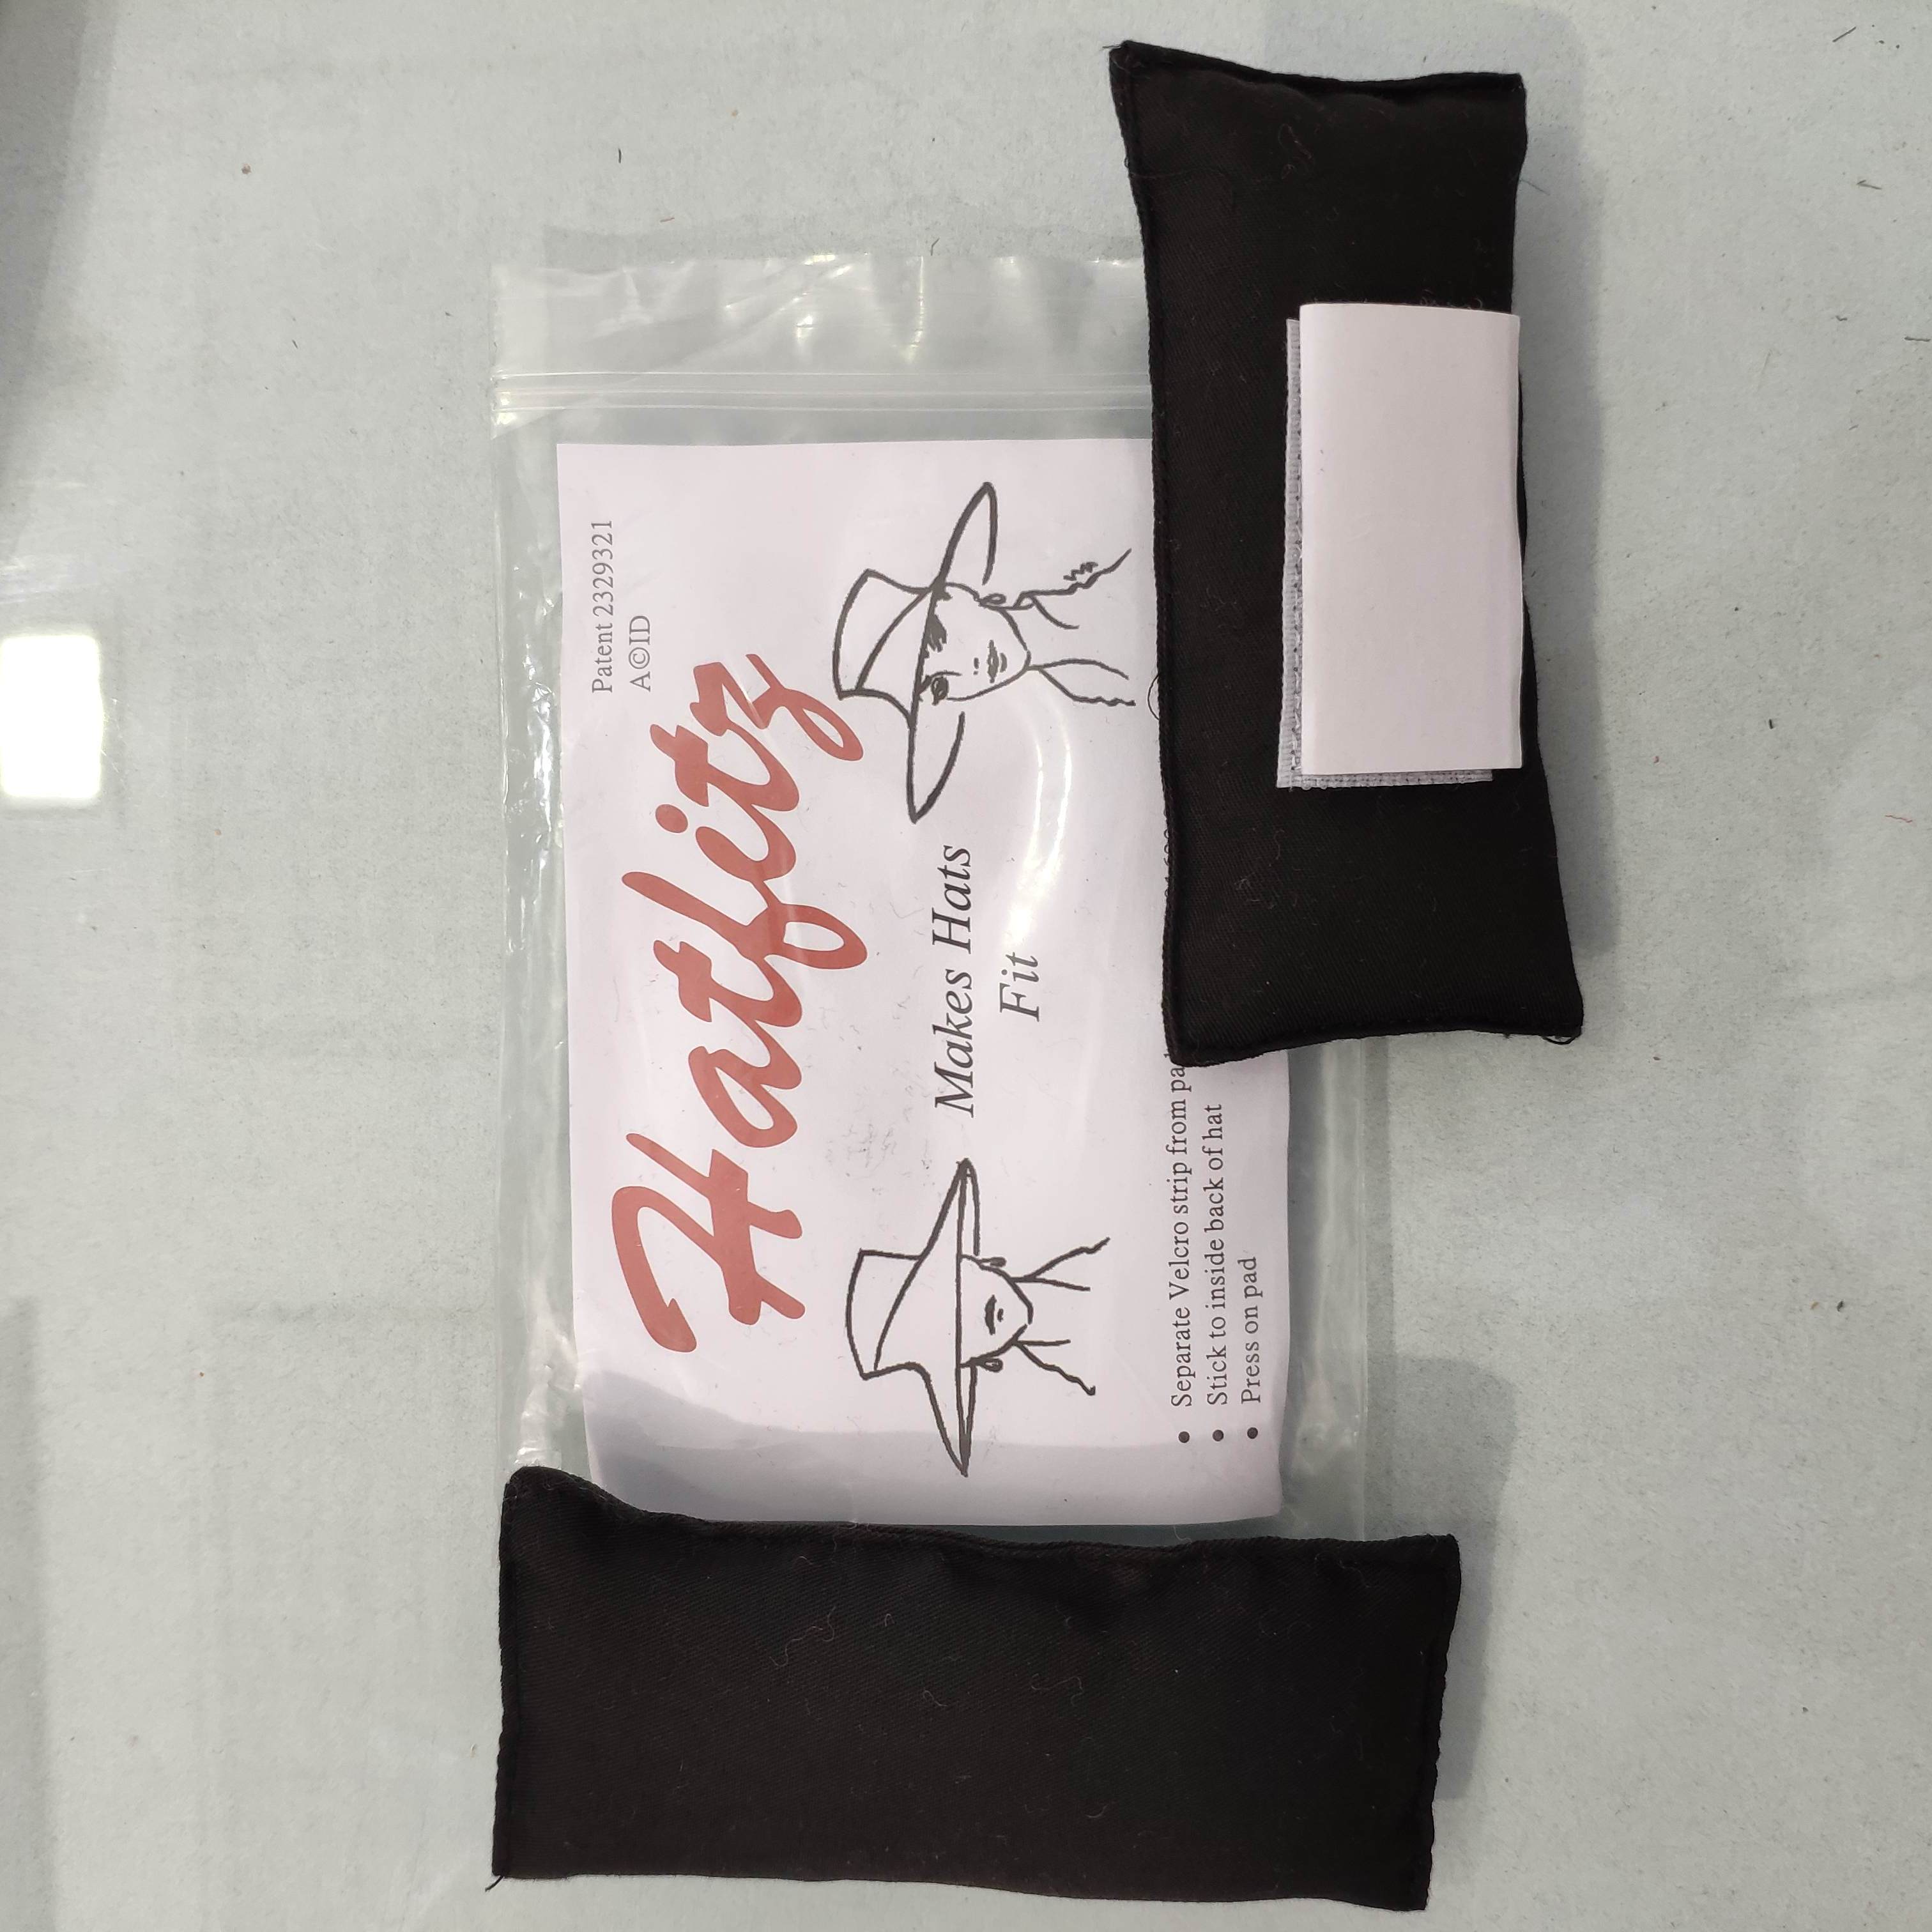 Patent 2329321
A©ID
Hatfitz
Makes Hats
Fit
• Separate Velcro strip from
• Stick to inside back of hat
• Press on pad